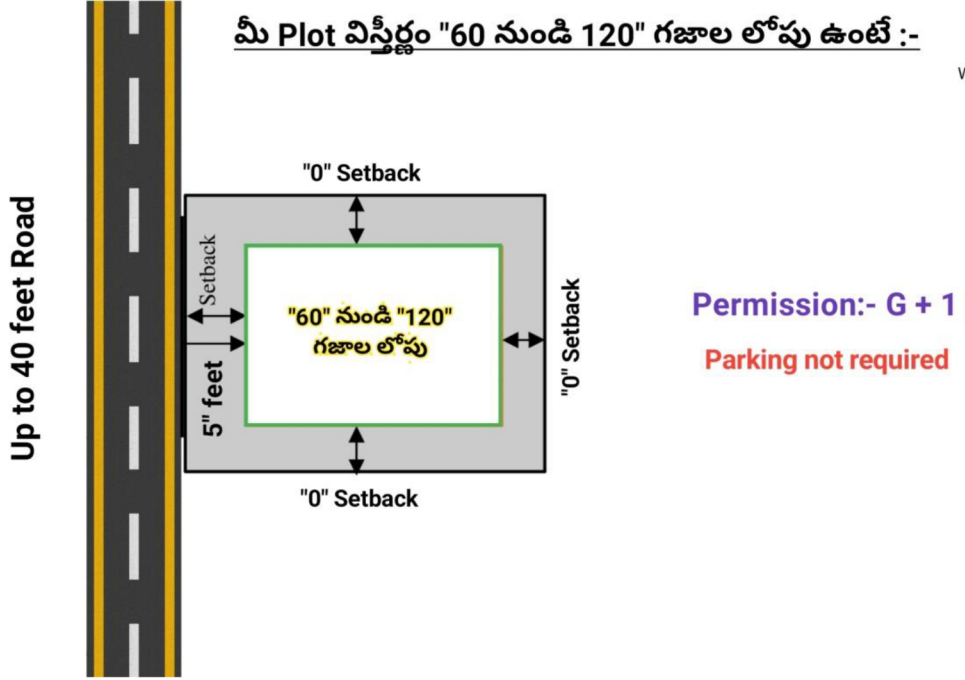 మీ Plot విస్తీర్ణం "60 నుండి 120" గజాల లోపు ఉంటే :-
"0" Setback
Up to 40 feet Road
Setback
5" feet
"60" నుండి "120"
గజాల లోపు
"0" Setback
Permission:- G + 1
Parking not required
"0" Setback